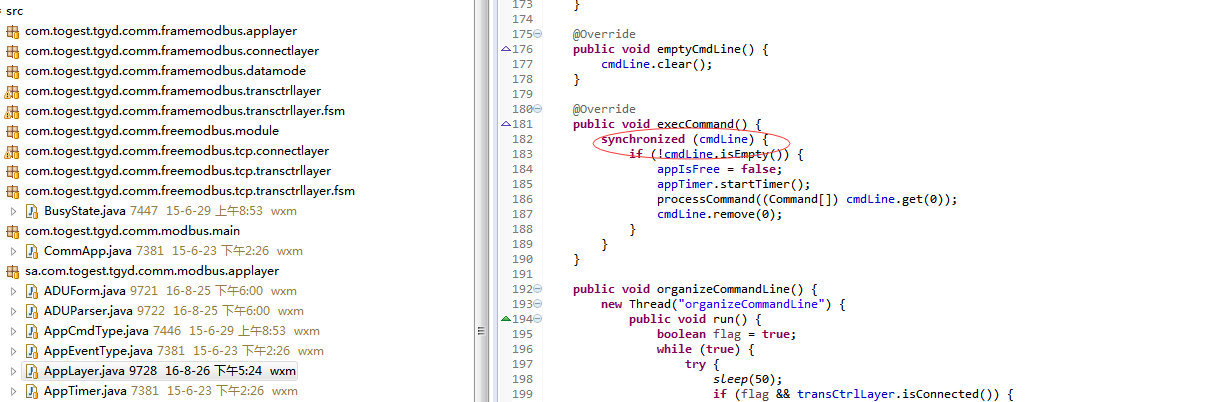 src
com.togest.tgyd.comm.framemodbus.applayer
com.togest.tgyd.comm.framemodbus.connectlayer
com.togest.tgyd.comm.framemodbus.datamode
com.togest.tgyd.comm.framemodbus.transctrllayer
com.togest.tgyd.comm.framemodbus.transctrllayer.fsm
com.togest.tgyd.comm.freemodbus.module
com.togest.tgyd.comm.freemodbus.tcp.connectlayer
com.togest.tgyd.comm.freemodbus.tcp.transctrllayer
com.togest.tgyd.comm.freemodbus.tcp.transctrllayer.fsm
BusyState.java 7447 15-6-29 上午8:53 wxm
com.togest.tgyd.comm.modbus.main
CommApp.java 7381 15-6-23 下午2:26 wxm
sa.com.togest.tgyd.comm.modbus.applayer
ADUForm.java 9721 16-8-25 下午6:00 wxm
ADUParser.java 9722 16-8-25 下午6:00 wxm
AppCmdType.java 7446 15-6-29 上午8:53 wxm
AppEventType.java 7381 15-6-23 下午2:26 wxm
AppLayer.java 9728 16-8-26 下午5:24 wxm
AppTimer.java 7381 15-6-23 下午2:26 wxm
173 }
174
175 @Override
176 public void emptyCmdLine() {
177 cmdLine.clear();
178 }
179
180 @Override
181 public void execCommand() {
182 synchronized (cmdLine) {
183 if (!cmdLine.isEmpty()) {
184 appIsFree = false;
185 appTimer.startTimer();
186 processCommand((Command[]) cmdLine.get(0));
187 cmdLine.remove(0);
188 }
189 }
190 }
191
192 public void organizeCommandLine() {
193 new Thread("organizeCommandLine") {
194 public void run() {
195 boolean flag = true;
196 while (true) {
197 try {
198 sleep(50);
199 if (flag && transCtrlLayer.isConnected()) {